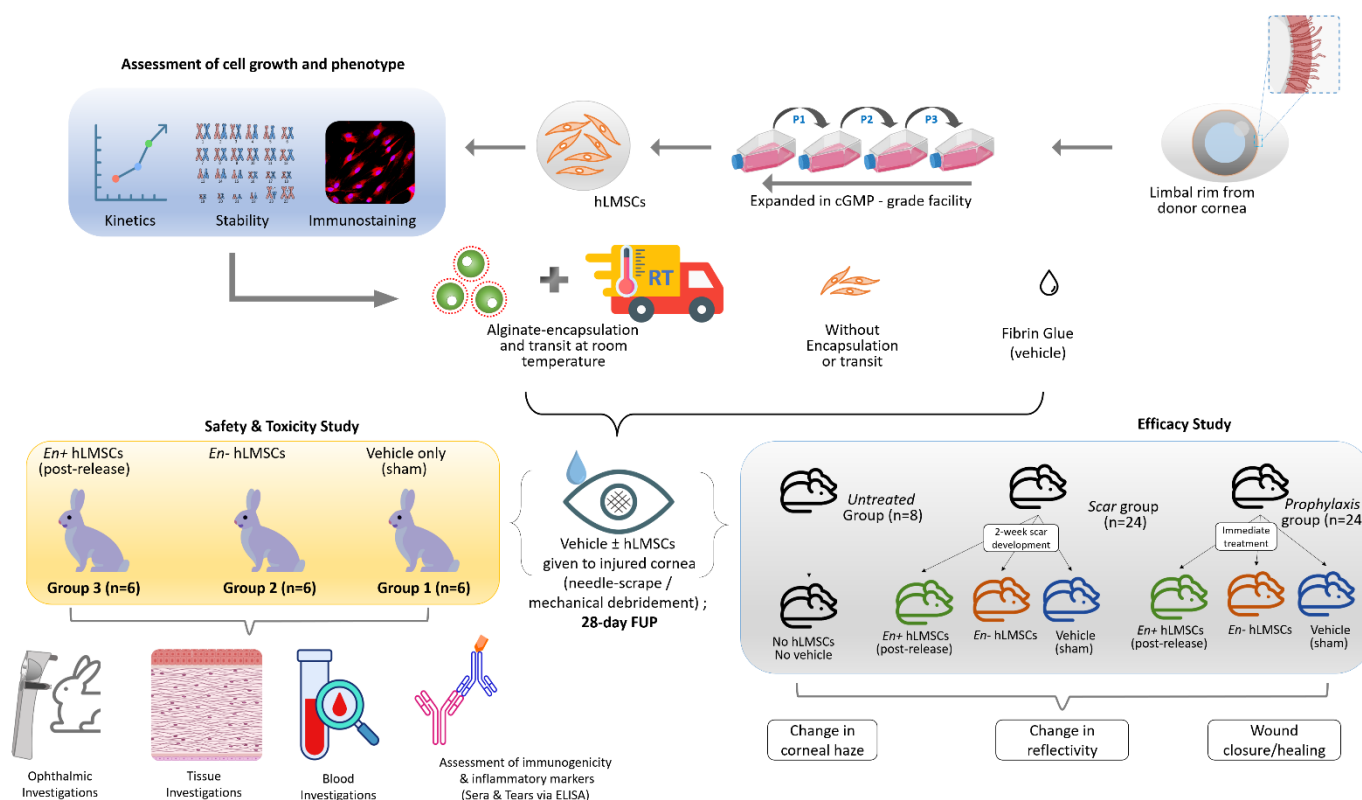 Assessment of cell growth and phenotype
Kinetics
Stability
Immunostaining
hLMSCs
P1
P2
P3
Expanded in cGMP - grade facility
Limbal rim from
donor cornea
RT
Alginate-encapsulation
and transit at room
temperature
Without
Encapsulation
or transit
Fibrin Glue
(vehicle)
Safety & Toxicity Study
En+ hLMSCs
(post-release)
En- hLMSCs
Vehicle only
(sham)
Group 3 (n=6)
Group 2 (n=6)
Group 1 (n=6)
Vehicle ± hLMSCs
given to injured cornea
(needle-scrape /
mechanical debridement) ;
28-day FUP
Efficacy Study
Untreated
Group (n=8)
Scar group
(n=24)
Prophylaxis
group (n=24)
2-week scar
development
Immediate
treatment
No hLMSCs
No vehicle
En+ hLMSCs
(post-release)
En- hLMSCs
Vehicle
(sham)
En+ hLMSCs
(post-release)
En- hLMSCs
Vehicle
(sham)
Change in
corneal haze
Change in
reflectivity
Wound
closure/healing
Ophthalmic
Investigations
Tissue
Investigations
Blood
Investigations
Assessment of immunogenicity
& inflammatory markers
(Sera & Tears via ELISA)